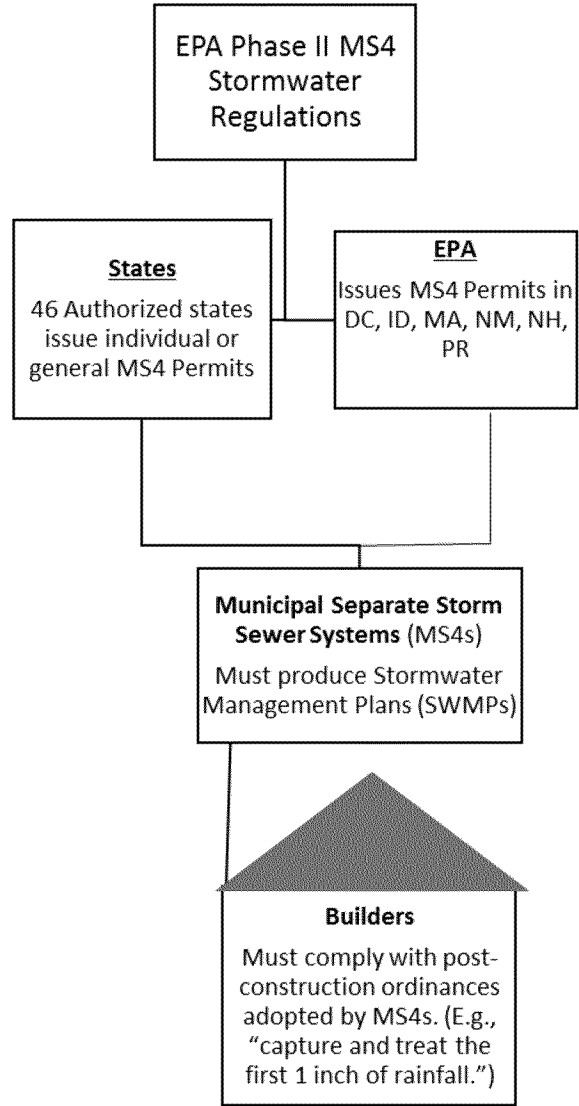 EPA Phase II MS4
Stormwater
Regulations
States
46 Authorized states
issue individual or
general MS4 Permits
EPA
Issues MS4 Permits in
DC, ID, MA, NM, NH,
PR
Municipal Separate Storm
Sewer Systems (MS4s)
Must produce Stormwater
Management Plans (SWMPs)
Builders
Must comply with post-
construction ordinances
adopted by MS4s. (E.g.,
“capture and treat the
first 1 inch of rainfall.”)